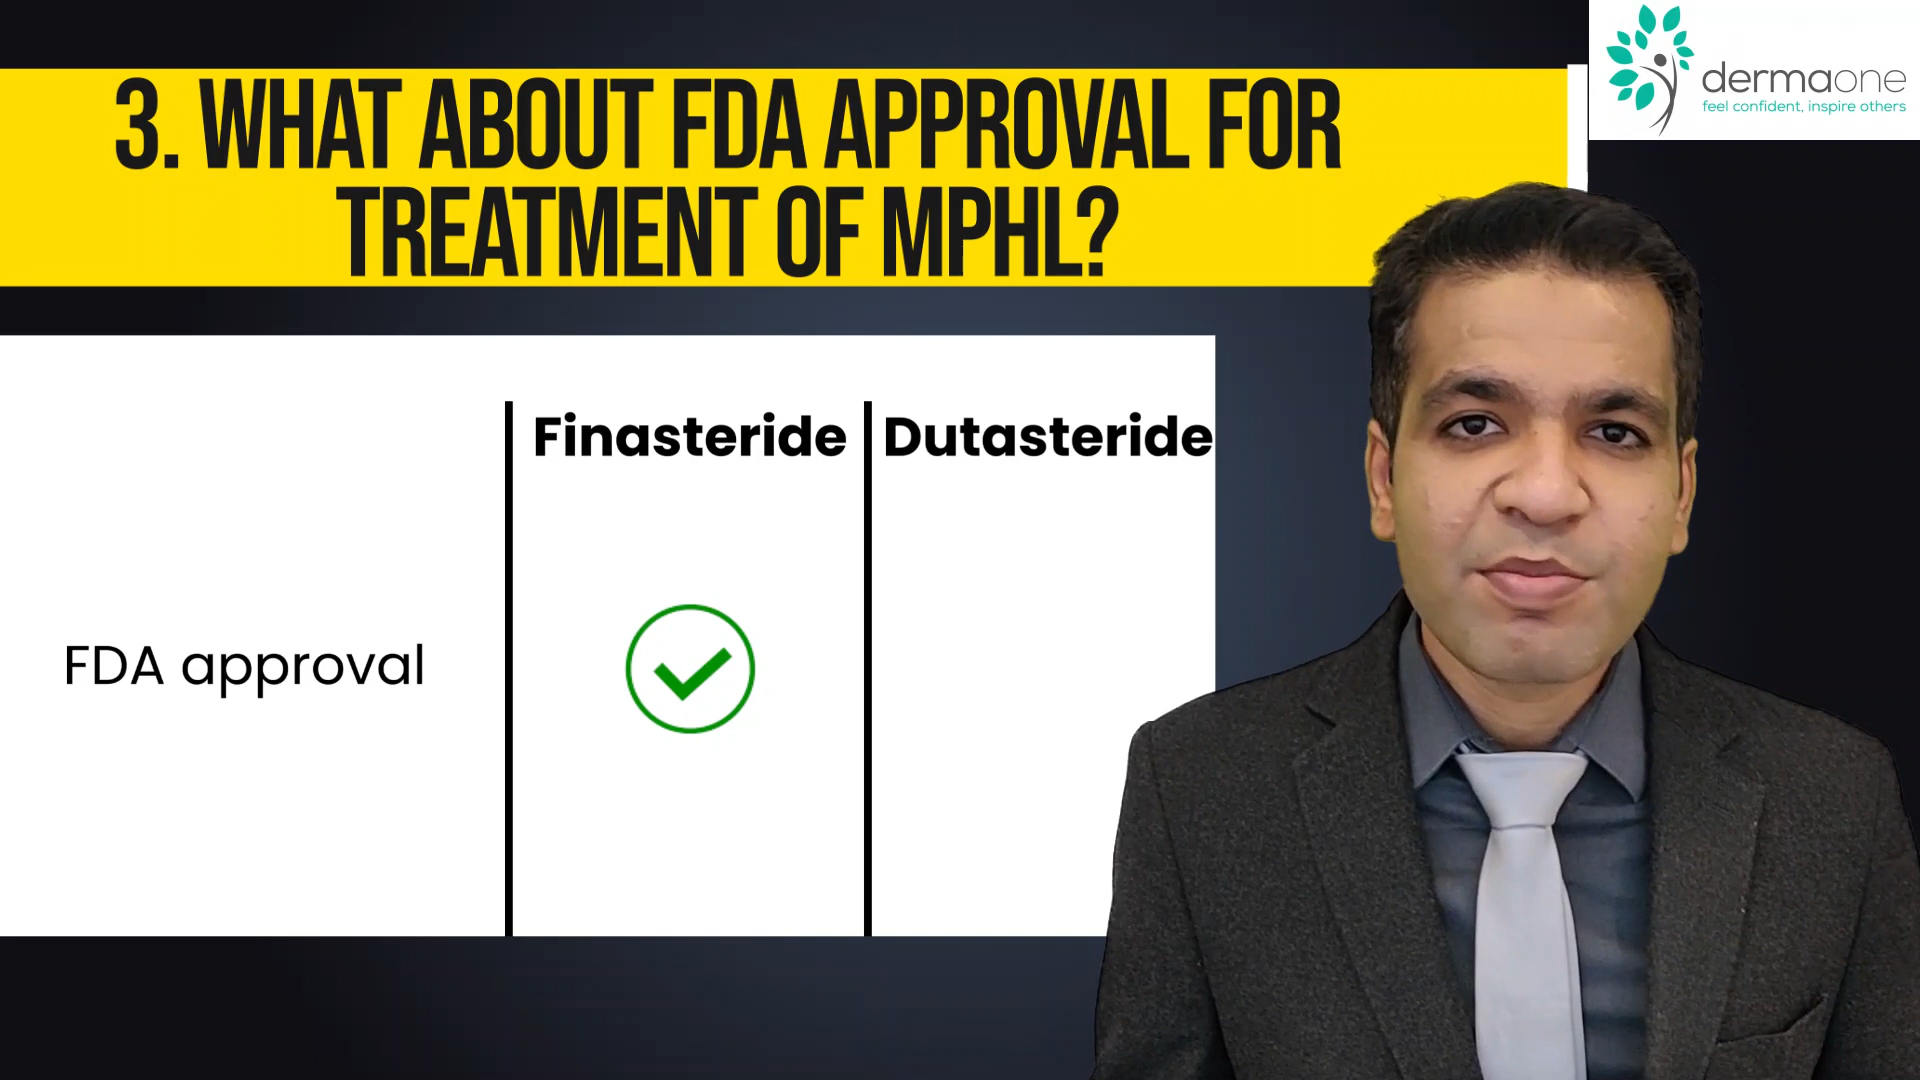 3. WHAT ABOUT FDA APPROVAL FOR
TREATMENT OF MPHL?
dermaone
feel confident, inspire others
Finasteride
Dutasteride
FDA approval